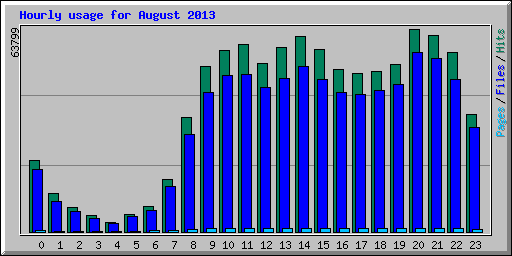 Hourly usage for August 2013
63799
Pages/Files/Hits
0 1 2 3 4 5 6 7 8 9 10 11 12 13 14 15 16 17 18 19 20 21 22 23